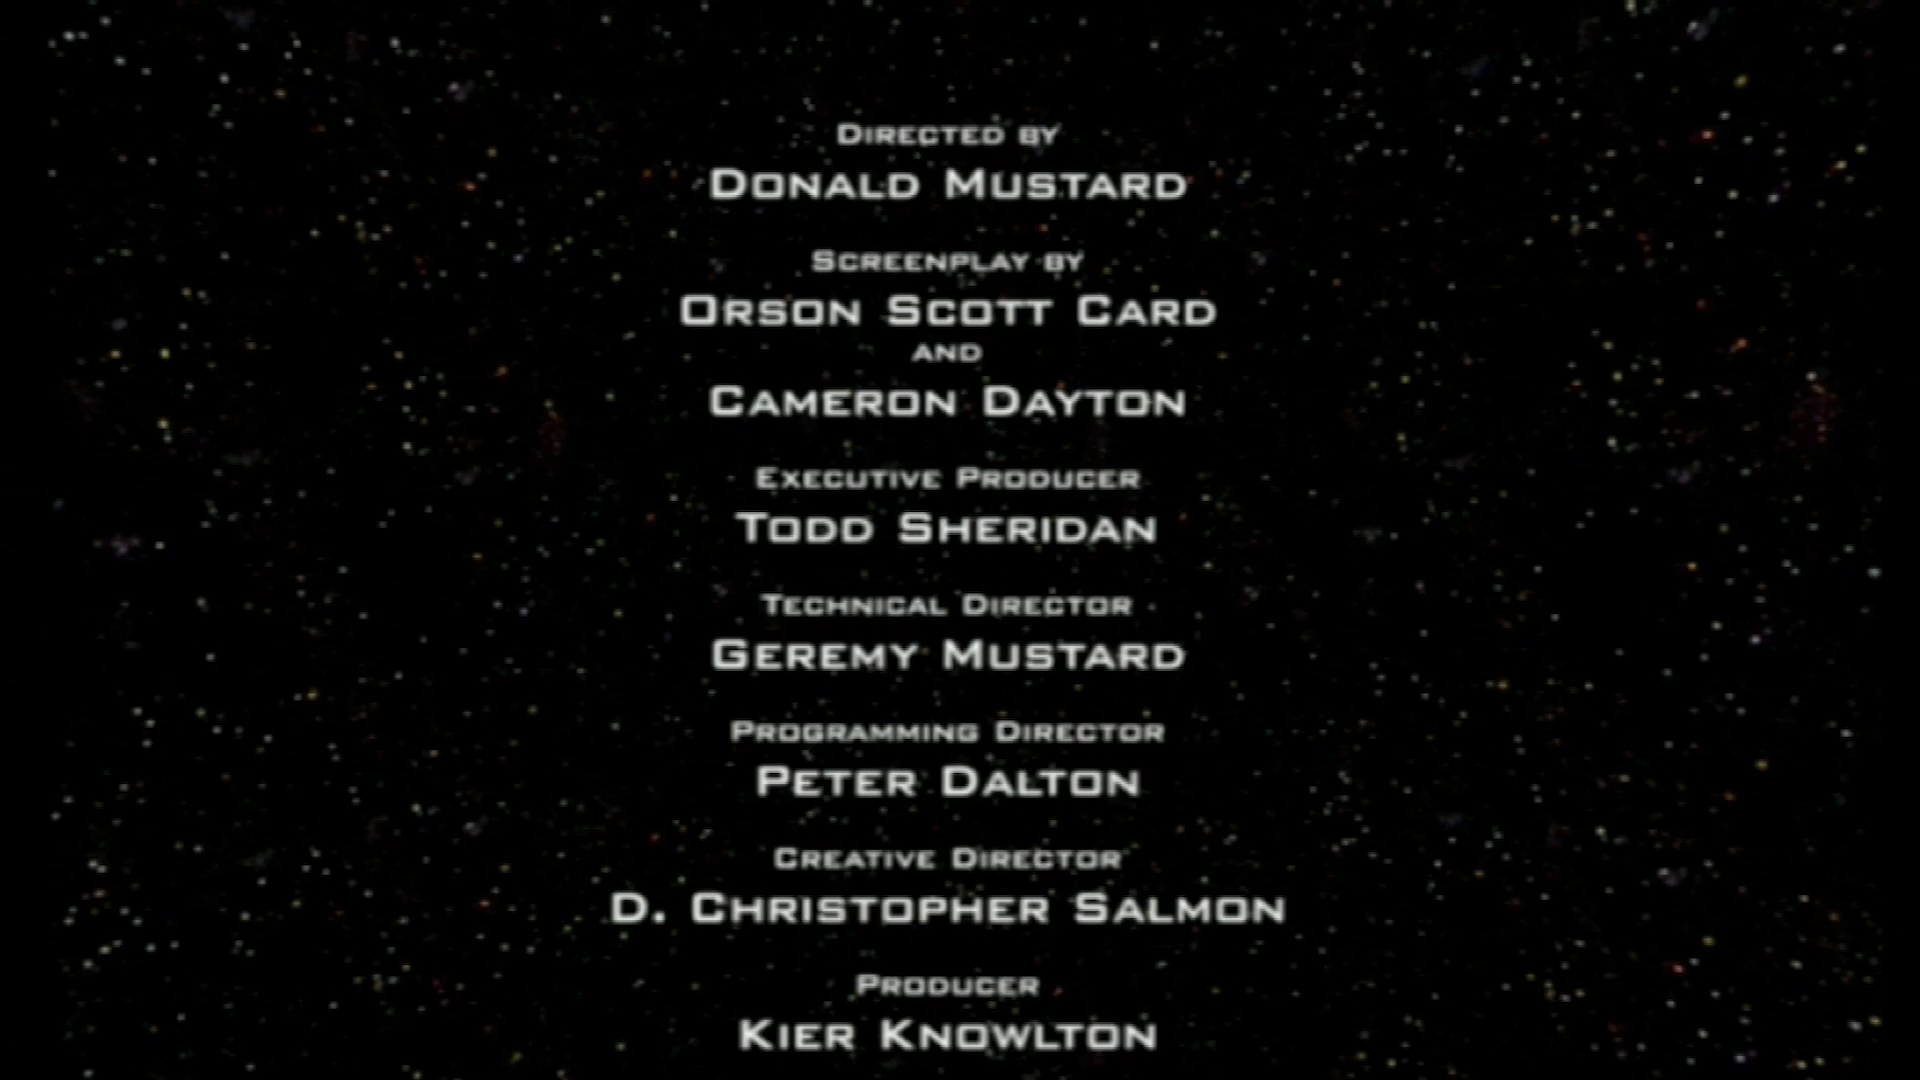 Directed by
Donald Mustard
Screenplay by
Orson Scott Card
and
Cameron Dayton
Executive Producer
Todd Sheridan
Technical Director
Geremy Mustard
Programming Director
Peter Dalton
Creative Director
D. Christopher Salmon
Producer
Kier Knowlton